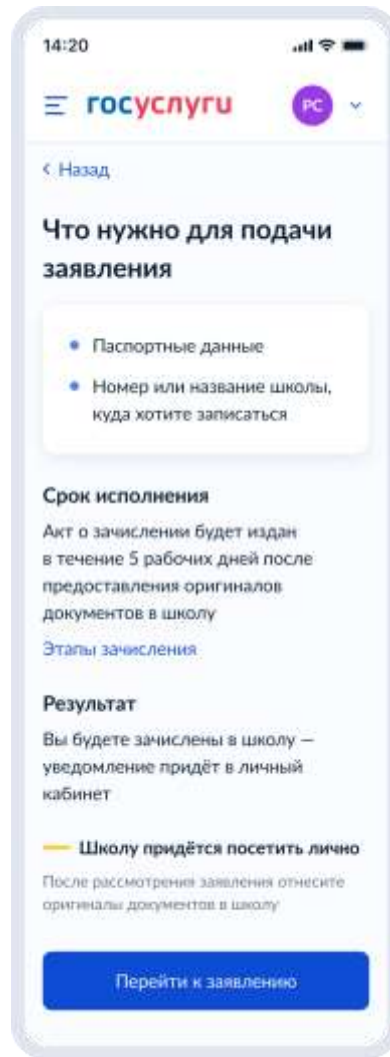 14:20
госуслуги
РС
Назад
Что нужно для подачи
заявления
Паспортные данные
Номер или название школы,
куда хотите записаться
Срок исполнения
Акт о зачислении будет издан
в течение 5 рабочих дней после
предоставления оригиналов
документов в школу
Этапы зачисления
Результат
Вы будете зачислены в школу —
уведомление придёт в личный
кабинет
Школу придётся посетить лично
После рассмотрения заявления отнесите
оригиналы документов в школу
Перейти к заявлению